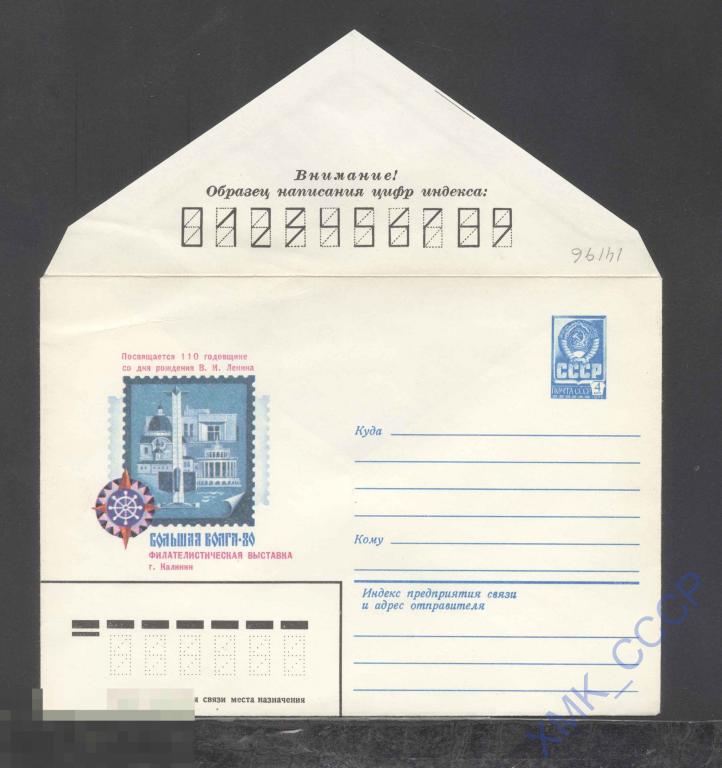 Внимание!
Образец написания цифр индекса:
0123456789
14196
Посвящается 110 годовщине
со дня рождения В. И. Ленина
БОЛЬШАЯ ВОЛГА-80
ФИЛАТЕЛИСТИЧЕСКАЯ ВЫСТАВКА
г. Калинин
СССР
ПОЧТА СССР 4
Куда
Кому
Индекс предприятия связи
и адрес отправителя
связи места назначения
ХМК_СССР